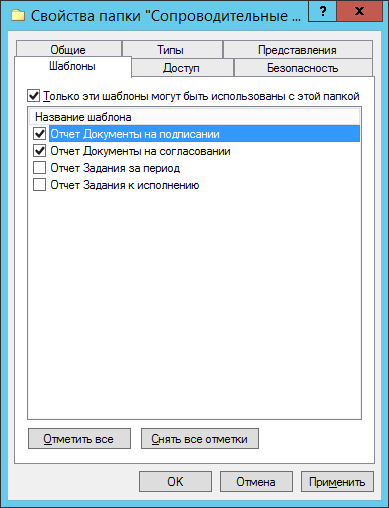 Свойства папки "Сопроводительные ...
?
x
Общие
Типы
Представления
Шаблоны
Доступ
Безопасность
Только эти шаблоны могут быть использованы с этой папкой
Название шаблона
Отчет Документы на подписании
Отчет Документы на согласовании
Отчет Задания за период
Отчет Задания к исполнению
Отметить все
Снять все отметки
OK
Отмена
Применить